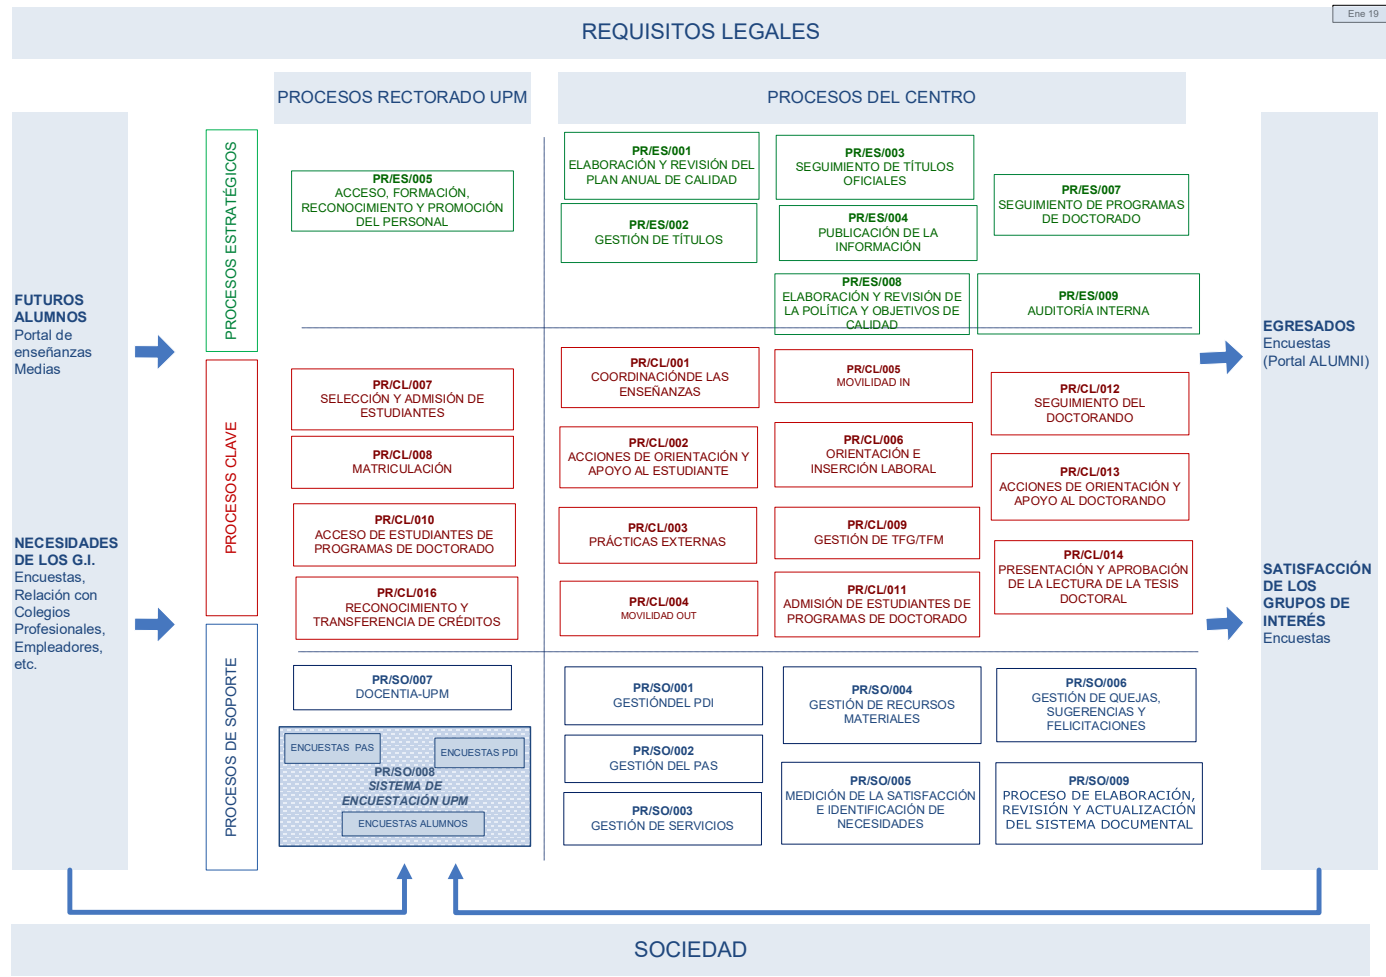 Ene 19
REQUISITOS LEGALES
PROCESOS RECTORADO UPM
PROCESOS DEL CENTRO
FUTUROS
ALUMNOS
Portal de
enseñanzas
Medias
NECESIDADES
DE LOS G.I.
Encuestas,
Relación con
Colegios
Profesionales,
Empleadores,
etc.
PROCESOS ESTRATÉGICOS
PR/ES/005
ACCESO, FORMACIÓN,
RECONOCIMIENTO Y PROMOCIÓN
DEL PERSONAL
PR/ES/001
ELABORACIÓN Y REVISIÓN DEL
PLAN ANUAL DE CALIDAD
PR/ES/002
GESTIÓN DE TÍTULOS
PR/ES/003
SEGUIMIENTO DE TÍTULOS
OFICIALES
PR/ES/004
PUBLICACIÓN DE LA
INFORMACIÓN
PR/ES/007
SEGUIMIENTO DE PROGRAMAS
DE DOCTORADO
PR/ES/008
ELABORACIÓN Y REVISIÓN DE
LA POLÍTICA Y OBJETIVOS DE
CALIDAD
PR/ES/009
AUDITORÍA INTERNA
PROCESOS CLAVE
PR/CL/007
SELECCIÓN Y ADMISIÓN DE
ESTUDIANTES
PR/CL/008
MATRICULACIÓN
PR/CL/010
ACCESO DE ESTUDIANTES DE
PROGRAMAS DE DOCTORADO
PR/CL/016
RECONOCIMIENTO Y
TRANSFERENCIA DE CRÉDITOS
PR/CL/001
COORDINACIÓNDE LAS
ENSEÑANZAS
PR/CL/002
ACCIONES DE ORIENTACIÓN Y
APOYO AL ESTUDIANTE
PR/CL/003
PRÁCTICAS EXTERNAS
PR/CL/004
MOVILIDAD OUT
PR/CL/005
MOVILIDAD IN
PR/CL/006
ORIENTACIÓN E
INSERCIÓN LABORAL
PR/CL/009
GESTIÓN DE TFG/TFM
PR/CL/011
ADMISIÓN DE ESTUDIANTES DE
PROGRAMAS DE DOCTORADO
PR/CL/012
SEGUIMIENTO DEL
DOCTORANDO
PR/CL/013
ACCIONES DE ORIENTACIÓN Y
APOYO AL DOCTORANDO
PR/CL/014
PRESENTACIÓN Y APROBACIÓN
DE LA LECTURA DE LA TESIS
DOCTORAL
PROCESOS DE SOPORTE
PR/SO/007
DOCENTIA-UPM
ENCUESTAS PAS
ENCUESTAS PDI
PR/SO/008
SISTEMA DE
ENCUESTACIÓN UPM
ENCUESTAS ALUMNOS
PR/SO/001
GESTIÓNDEL PDI
PR/SO/002
GESTIÓN DEL PAS
PR/SO/003
GESTIÓN DE SERVICIOS
PR/SO/004
GESTIÓN DE RECURSOS
MATERIALES
PR/SO/005
MEDICIÓN DE LA SATISFACCIÓN
E IDENTIFICACIÓN DE
NECESIDADES
PR/SO/006
GESTIÓN DE QUEJAS,
SUGERENCIAS Y
FELICITACIONES
PR/SO/009
PROCESO DE ELABORACIÓN,
REVISIÓN Y ACTUALIZACIÓN
DEL SISTEMA DOCUMENTAL
EGRESADOS
Encuestas
(Portal ALUMNI)
SATISFACCIÓN
DE LOS
GRUPOS DE
INTERÉS
Encuestas
SOCIEDAD